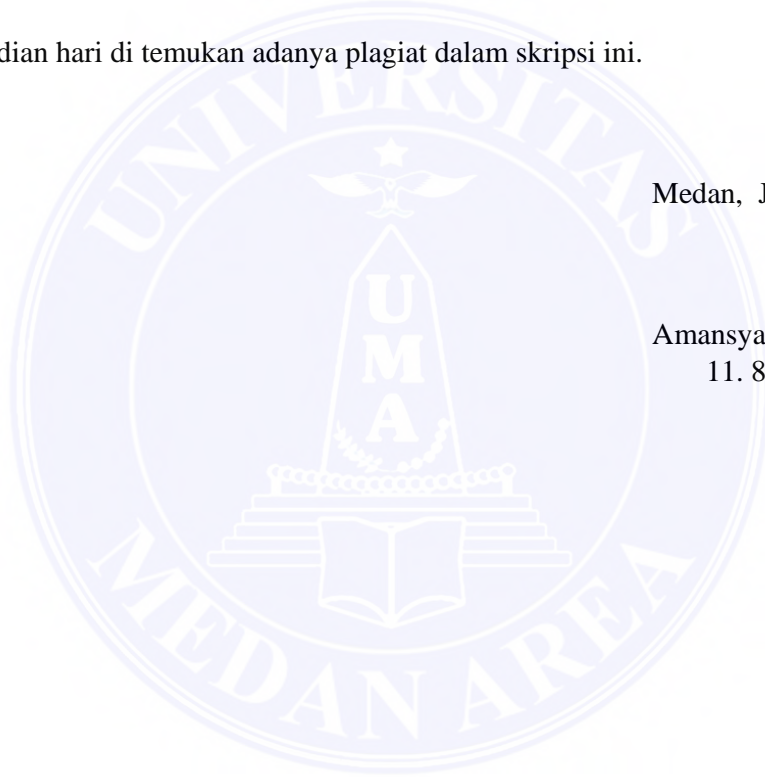 dian hari di temukan adanya plagiat dalam skripsi ini.
UNIVERSITAS
Medan, J
U
M
A
Amansya
11. 8
MEDAN AREA